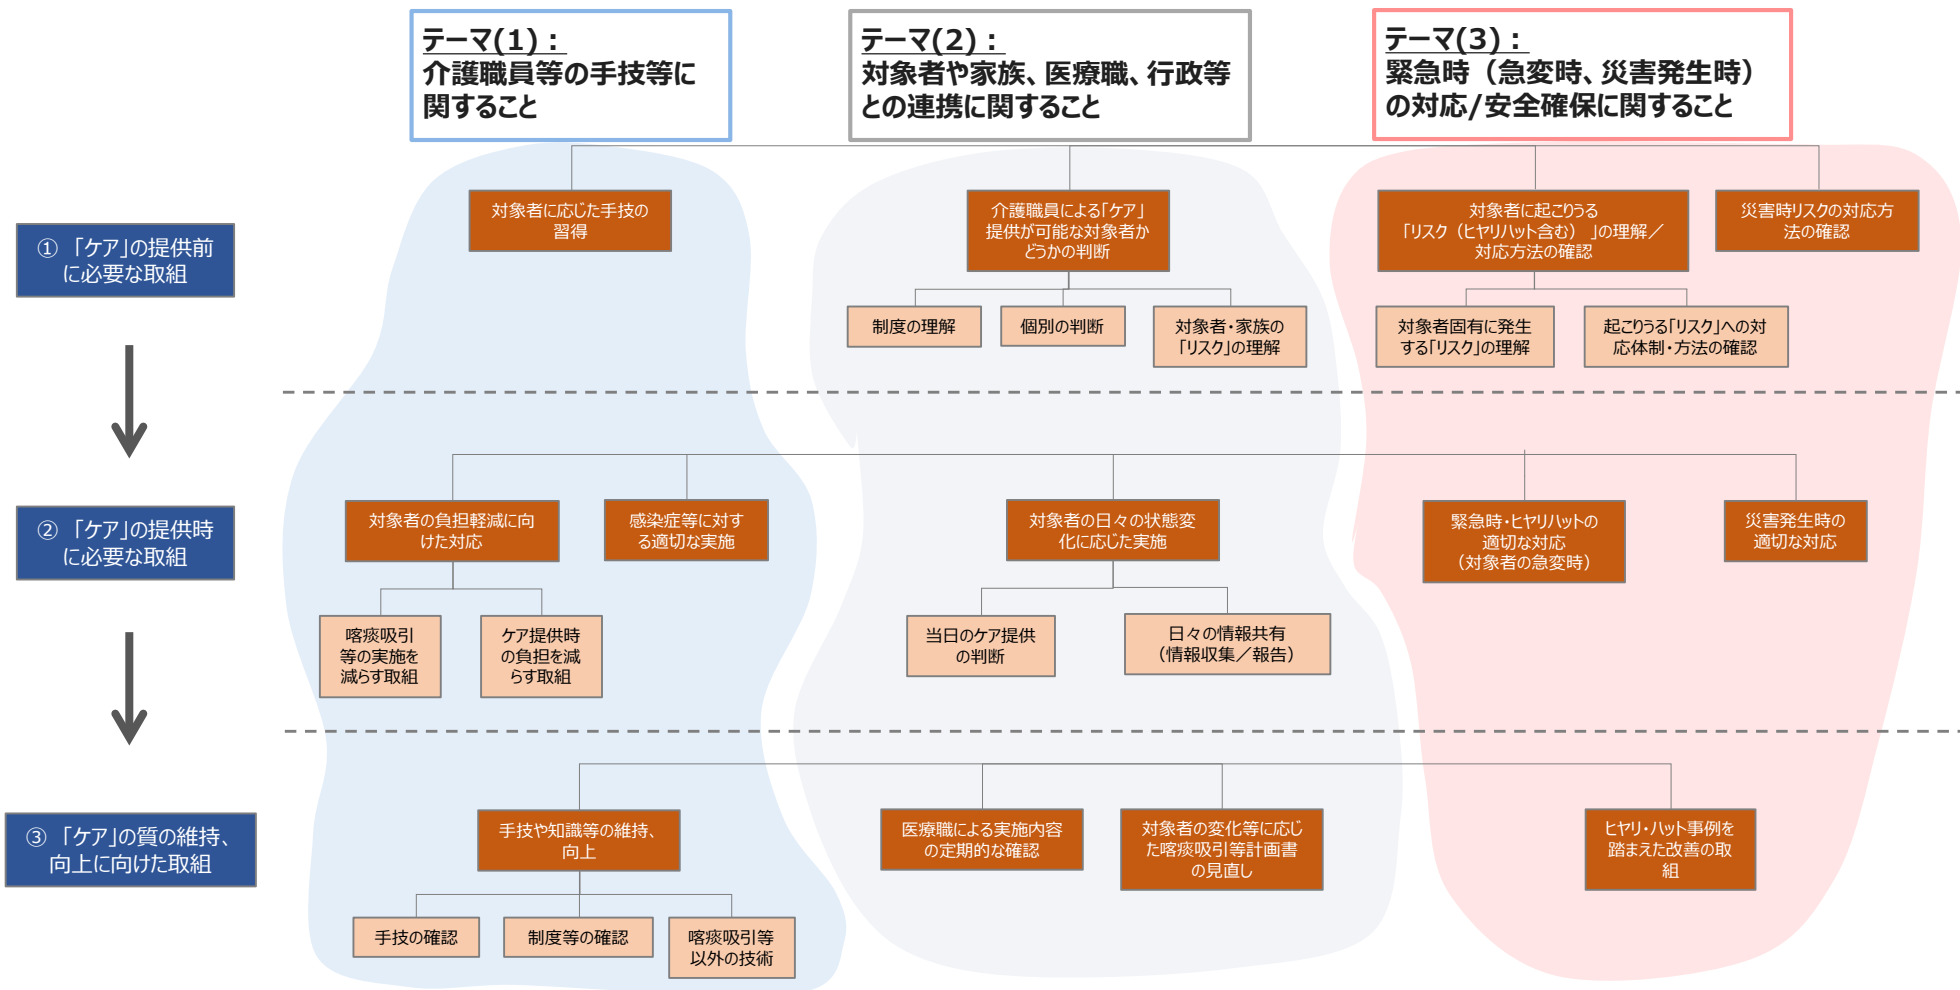 テーマ(1)：
介護職員等の手技等に
関すること
テーマ(2)：
対象者や家族、医療職、行政等
との連携に関すること
テーマ(3)：
緊急時（急変時、災害発生時）
の対応/安全確保に関すること
① 「ケア」の提供前
に必要な取組
対象者に応じた手技の
習得
介護職員による「ケア」
提供が可能な対象者か
どうかの判断
対象者に起こりうる
「リスク（ヒヤリハット含む） 」の理解／
対応方法の確認
災害時リスクの対応方
法の確認
制度の理解
個別の判断
対象者・家族の
「リスク」の理解
対象者固有に発生
する「リスク」の理解
起こりうる「リスク」への対
応体制・方法の確認
② 「ケア」の提供時
に必要な取組
対象者の負担軽減に向
けた対応
感染症等に対す
る適切な実施
対象者の日々の状態変
化に応じた実施
緊急時・ヒヤリハットの
適切な対応
（対象者の急変時）
災害発生時の
適切な対応
喀痰吸引
等の実施を
減らす取組
ケア提供時
の負担を減
らす取組
当日のケア提供
の判断
日々の情報共有
（情報収集／報告）
③ 「ケア」の質の維持、
向上に向けた取組
手技や知識等の維持、
向上
医療職による実施内容
の定期的な確認
対象者の変化等に応じ
た喀痰吸引等計画書
の見直し
ヒヤリ・ハット事例を
踏まえた改善の取
組
手技の確認
制度等の確認
喀痰吸引等
以外の技術